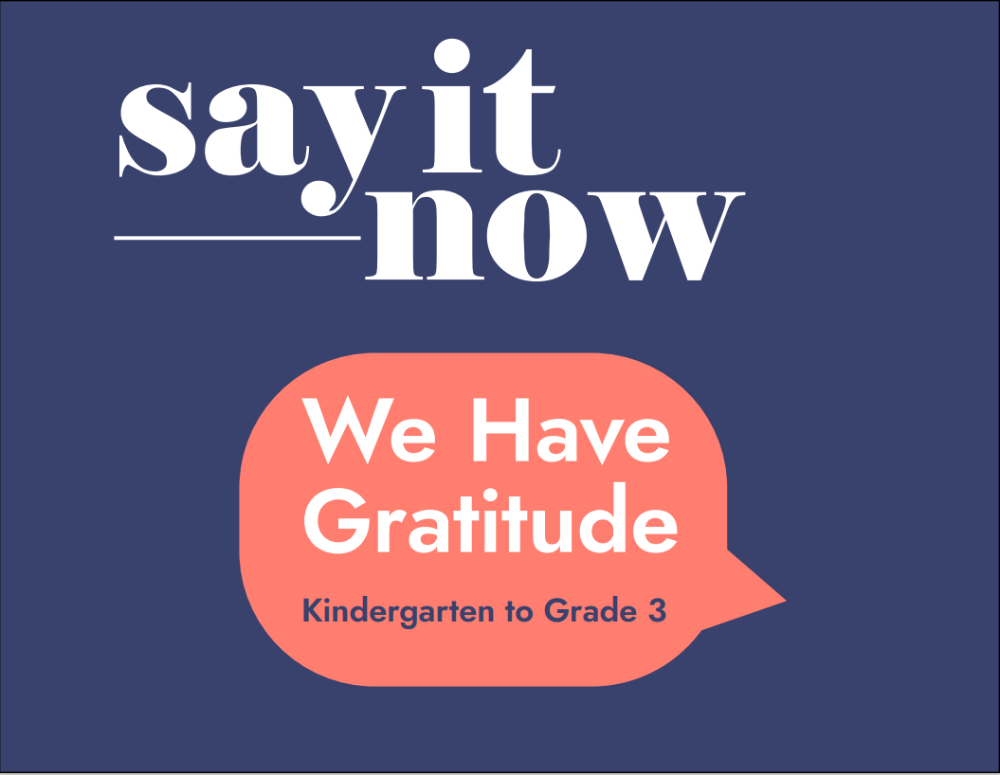 say it
now
We Have
Gratitude
Kindergarten to Grade 3